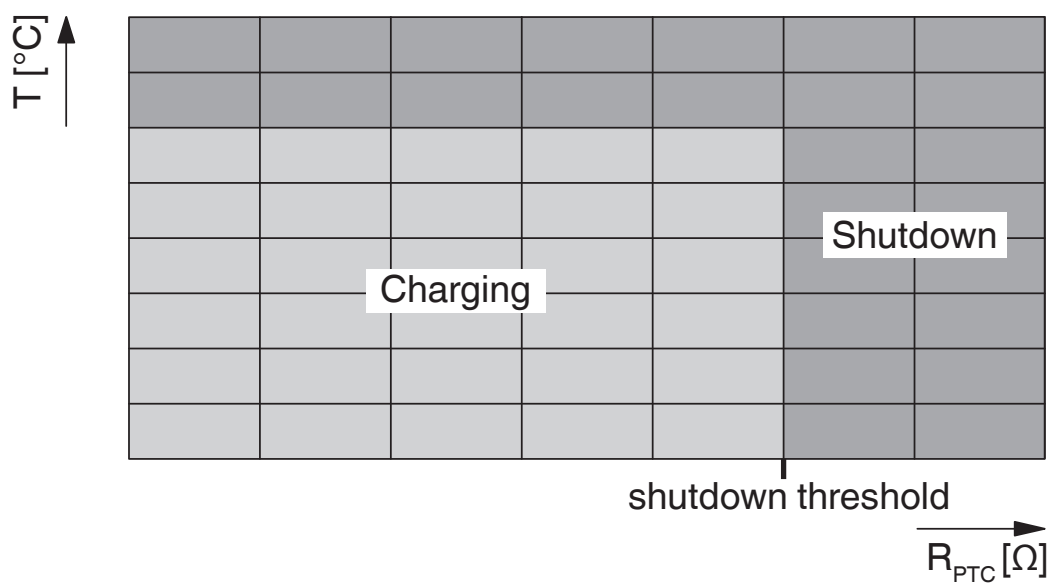 T [°C]
Shutdown
Charging
shutdown threshold
R_PTC [Ω]